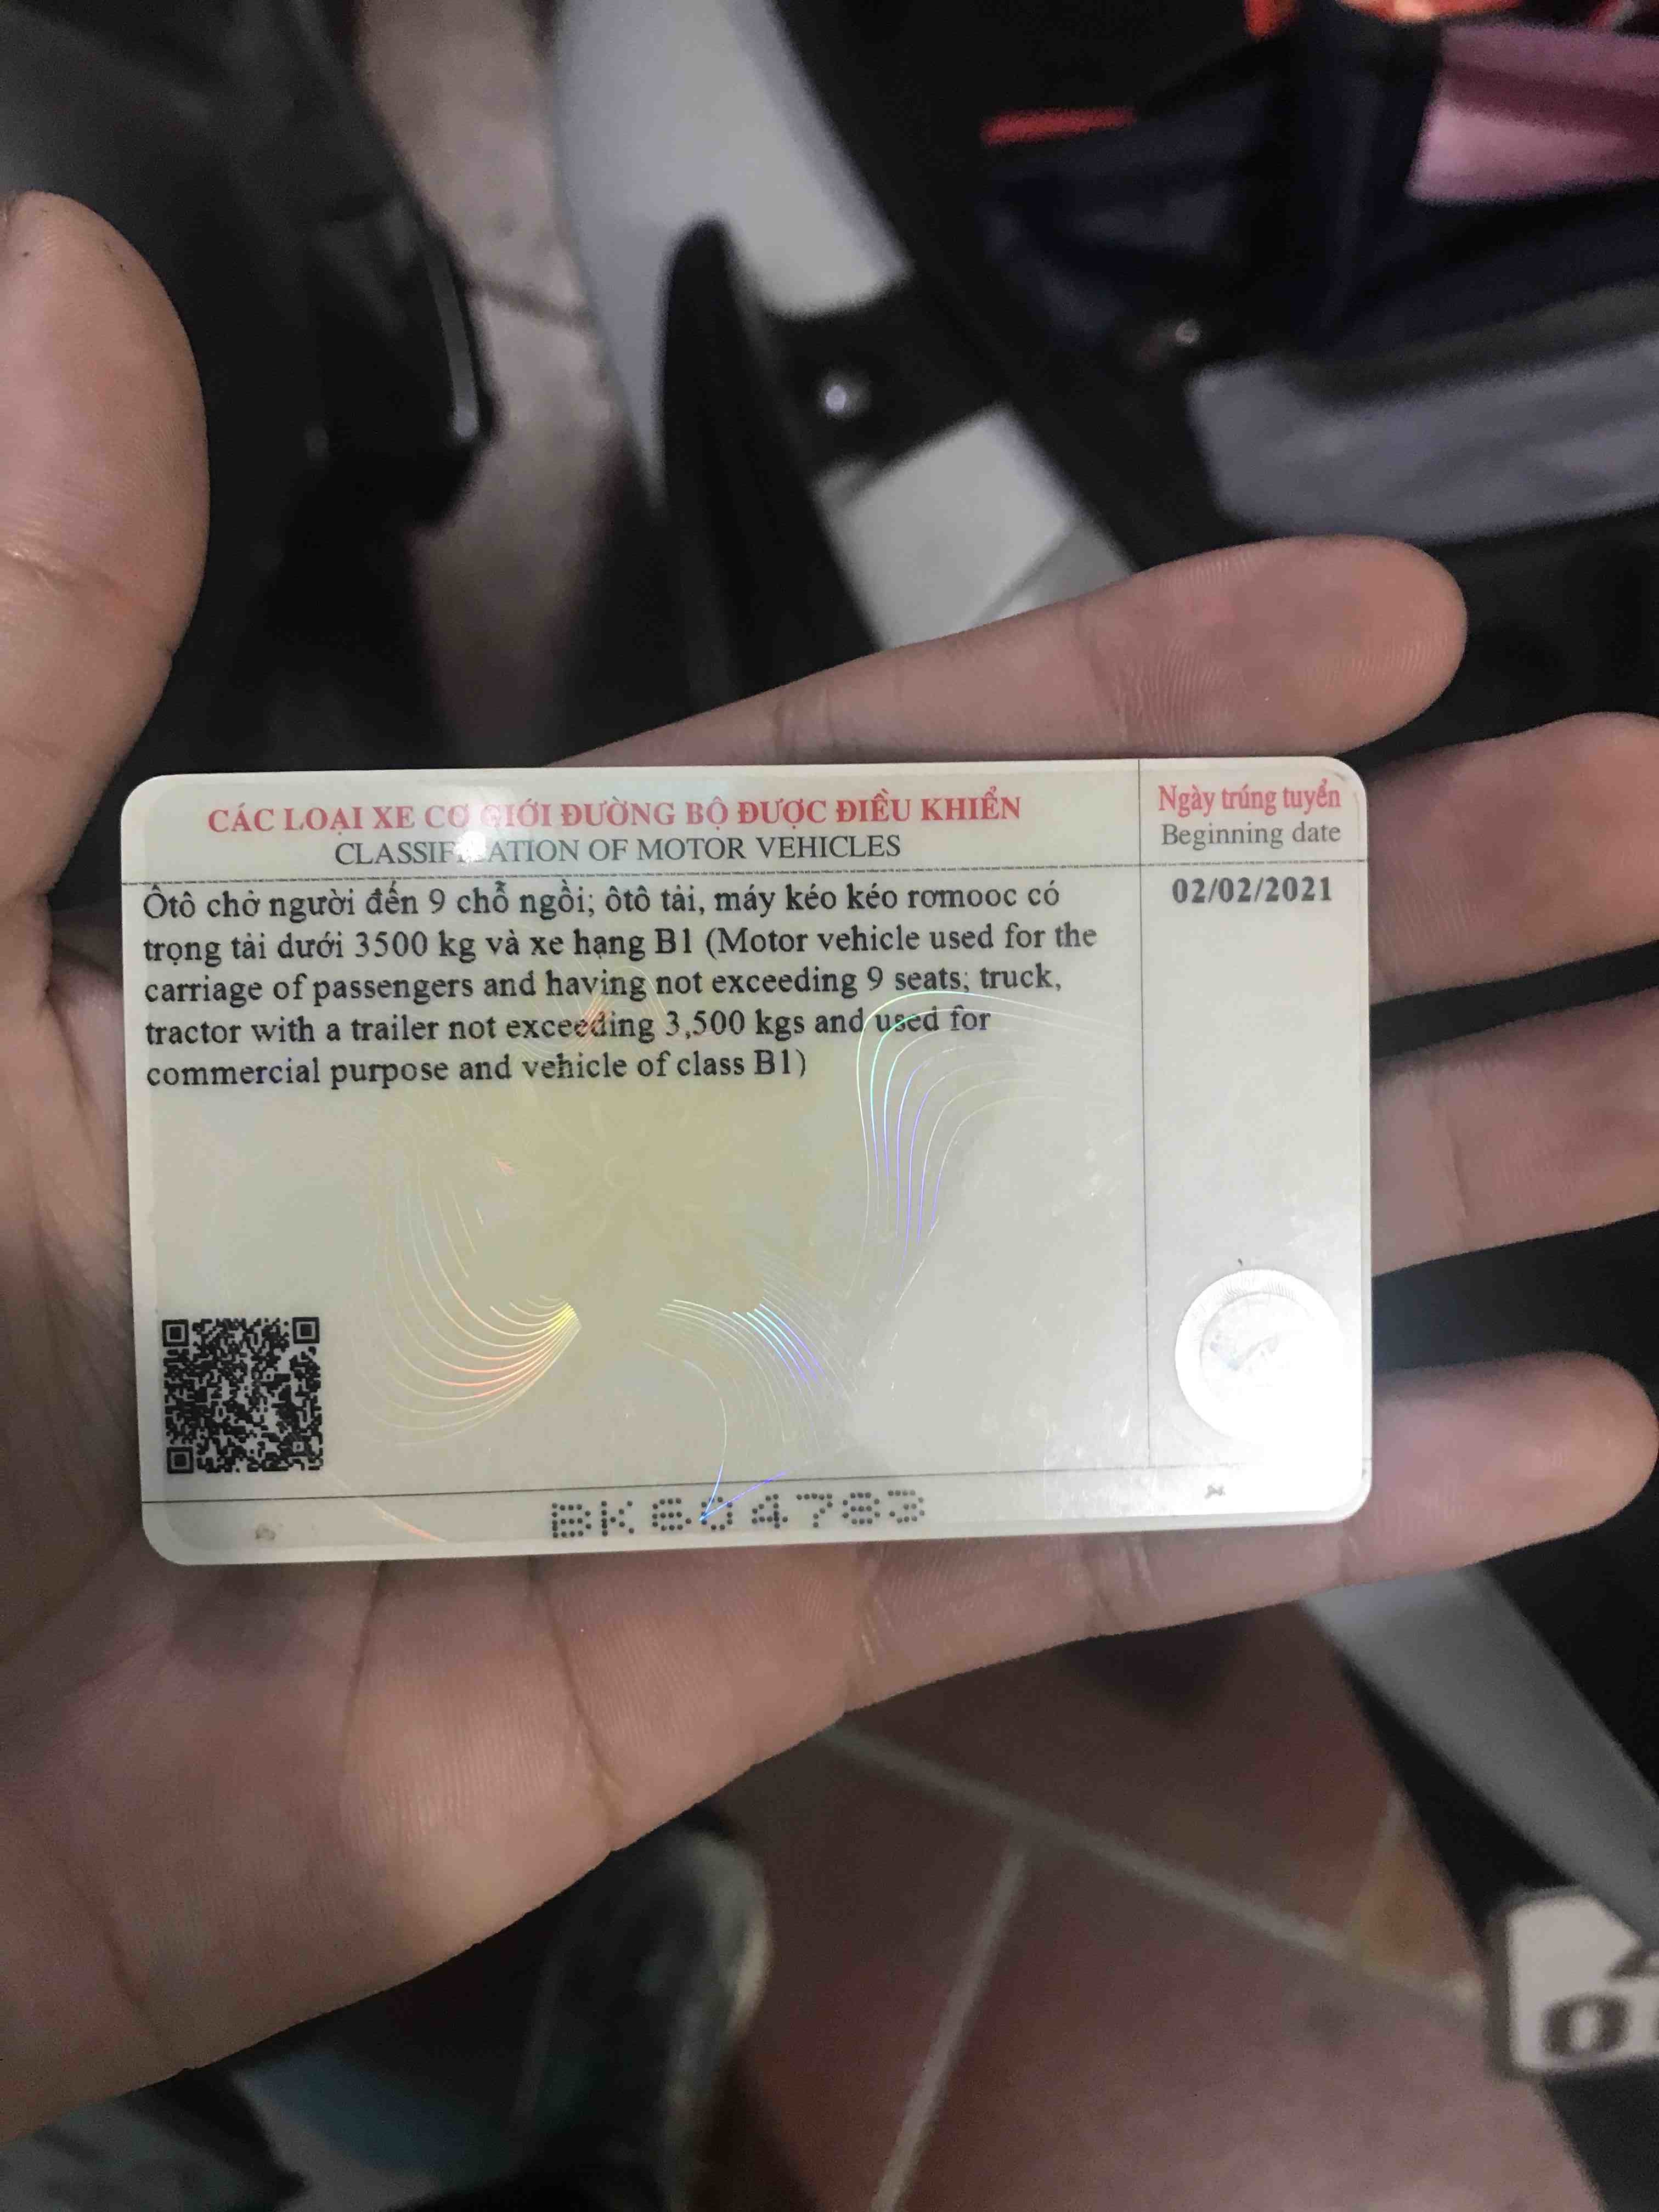 CÁC LOẠI XE CƠ GIỚI ĐƯỜNG BỘ ĐƯỢC ĐIỀU KHIỂN
CLASSIFICATION OF MOTOR VEHICLES
Ngày trúng tuyển
Beginning date
Ôtô chở người đến 9 chỗ ngồi; ôtô tải, máy kéo kéo rơmooc có
trọng tải dưới 3500 kg và xe hạng B1 (Motor vehicle used for the
carriage of passengers and having not exceeding 9 seats; truck,
tractor with a trailer not exceeding 3,500 kgs and used for
commercial purpose and vehicle of class B1)
02/02/2021
BK604783